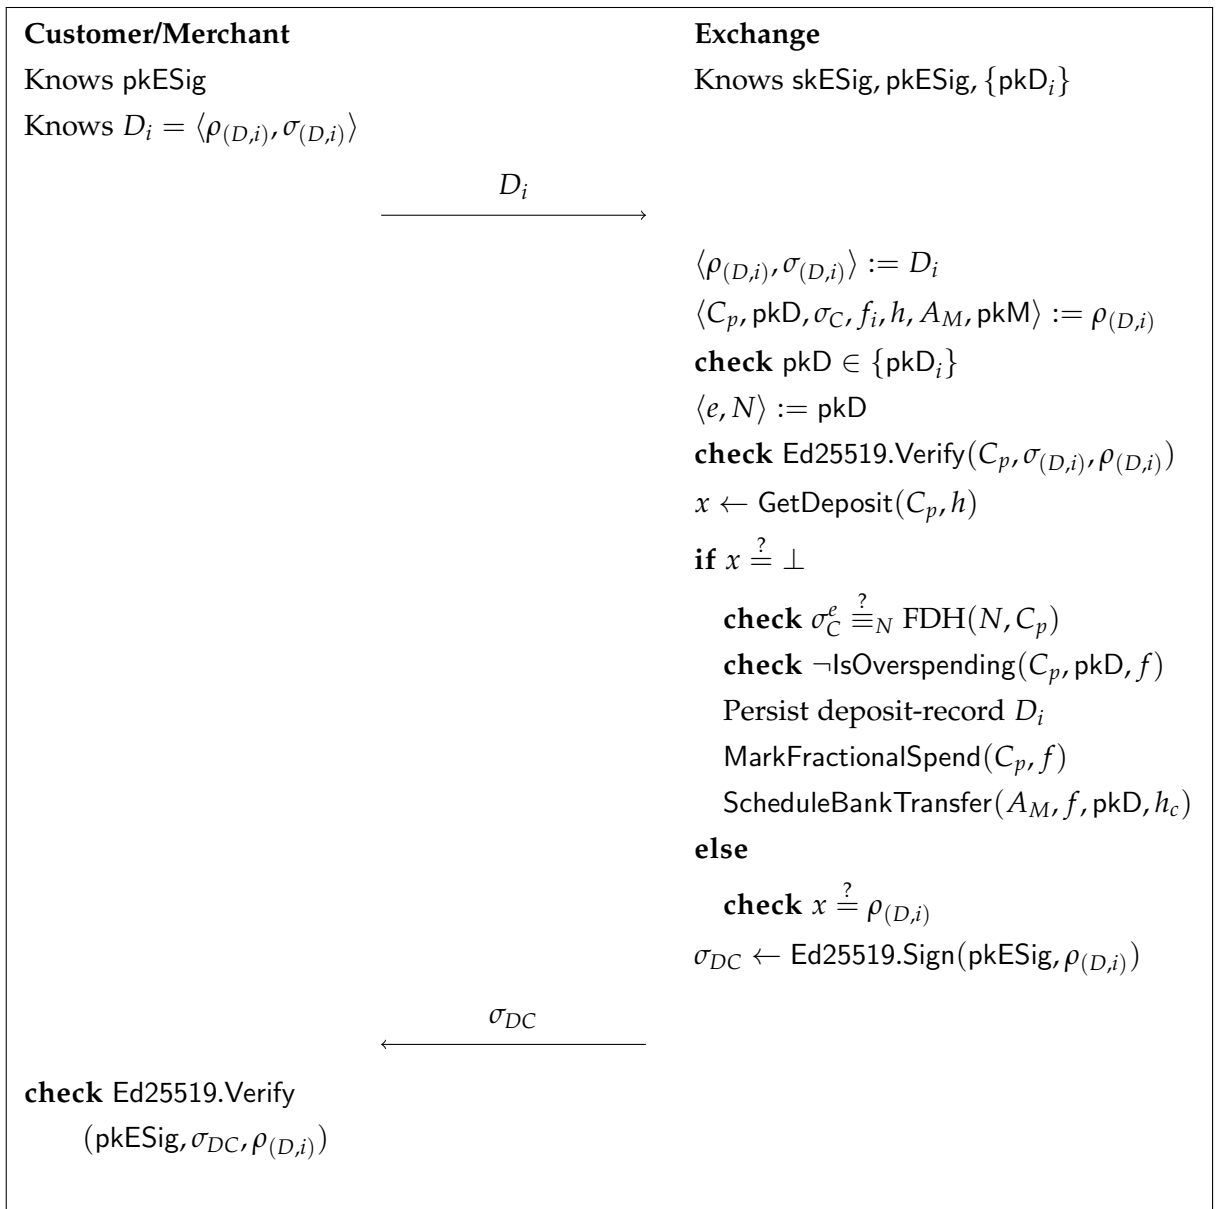 Customer/Merchant
Exchange
Knows pkESig
Knows skESig, pkESig, {pkD_i}
Knows D_i = ⟨ρ_(D,i), σ_(D,i)⟩
D_i
⟨ρ_(D,i), σ_(D,i)⟩ := D_i
⟨C_p, pkD, σ_C, f_i, h, A_M, pkM⟩ := ρ_(D,i)
check pkD ∈ {pkD_i}
⟨e, N⟩ := pkD
check Ed25519.Verify(C_p, σ_(D,i), ρ_(D,i))
x ← GetDeposit(C_p, h)
if x ≟ ⊥
check σ_C^e ≡^?_N FDH(N, C_p)
check ¬IsOverspending(C_p, pkD, f)
Persist deposit-record D_i
MarkFractionalSpend(C_p, f)
ScheduleBankTransfer(A_M, f, pkD, h_c)
else
check x ≟ ρ_(D,i)
σ_DC ← Ed25519.Sign(pkESig, ρ_(D,i))
σ_DC
check Ed25519.Verify
(pkESig, σ_DC, ρ_(D,i))